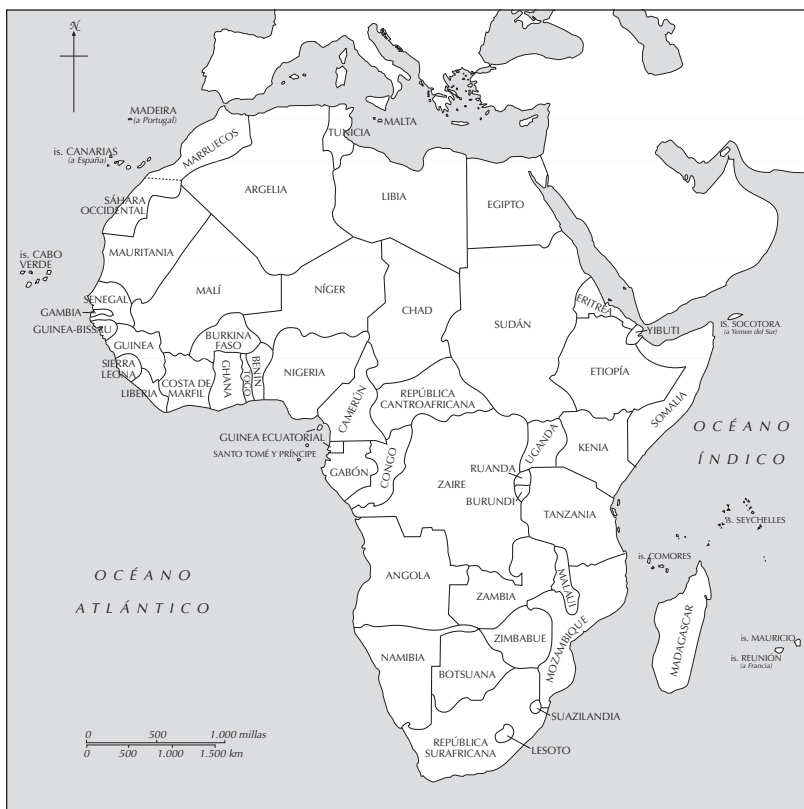 N
MADEIRA
(a Portugal)
MALTA
TUNICIA
MARRUECOS
is. CANARIAS
(a España)
ARGELIA
LIBIA
EGIPTO
SÁHARA
OCCIDENTAL
MAURITANIA
is. CABO
VERDE
MALÍ
NÍGER
CHAD
SUDÁN
ERITREA
SENEGAL
GAMBIA
GUINEA-BISSAU
YIBUTI
IS. SOCOTORA
(a Yemen del Sur)
GUINEA
BURKINA
FASO
BENÍN
TOGO
GHANA
NIGERIA
ETIOPÍA
SIERRA
LEONA
LIBERIA
COSTA DE
MARFIL
CAMERÚN
REPÚBLICA
CANTROAFRICANA
SOMALIA
OCÉANO
ÍNDICO
GUINEA ECUATORIAL
SANTO TOMÉ Y PRÍNCIPE
GABÓN
CONGO
ZAIRE
UGANDA
KENIA
RUANDA
BURUNDI
TANZANIA
is. SEYCHELLES
is. COMORES
OCÉANO
ATLÁNTICO
ANGOLA
ZAMBIA
MALAUI
MOZAMBIQUE
MADAGASCAR
ZIMBABUE
NAMIBIA
BOTSUANA
is. MAURICIO
is. REUNIÓN
(a Francia)
SUAZILANDIA
REPÚBLICA
SURAFRICANA
LESOTO
0 500 1.000 millas
0 500 1.000 1.500 km